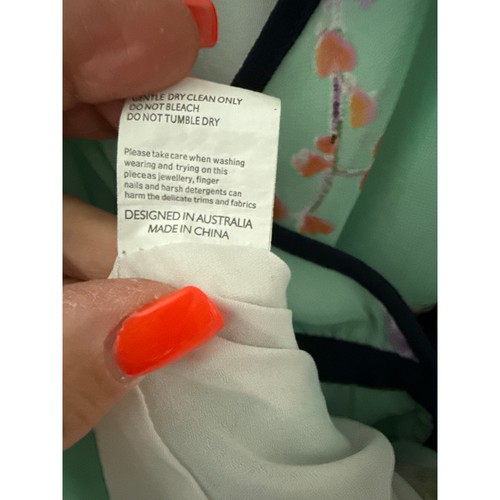 GENTLE DRY CLEAN ONLY
DO NOT BLEACH
DO NOT TUMBLE DRY
Please take care when washing
wearing and trying on this
pieceas jewellery, finger
nails and harsh detergents can
harm the delicate trims and fabrics
DESIGNED IN AUSTRALIA
MADE IN CHINA